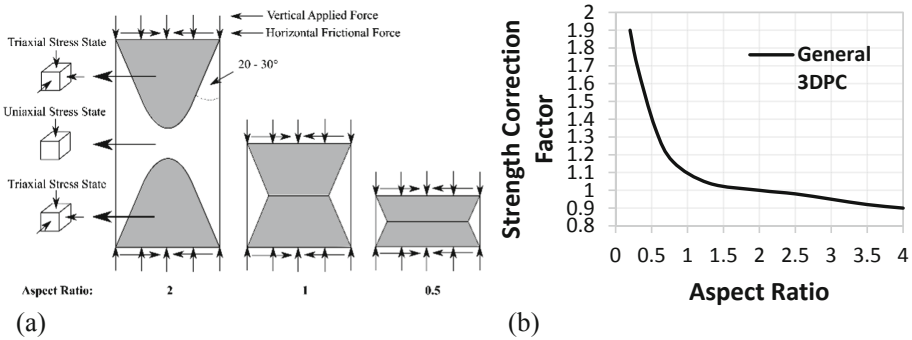 Vertical Applied Force
Horizontal Frictional Force
Triaxial Stress State
20 - 30°
Uniaxial Stress State
Triaxial Stress State
Aspect Ratio:
2
1
0.5
(a)
Strength Correction
Factor
2
1.9
1.8
1.7
1.6
1.5
1.4
1.3
1.2
1.1
1
0.9
0.8
General
3DPC
0 0.5 1 1.5 2 2.5 3 3.5 4
Aspect Ratio
(b)